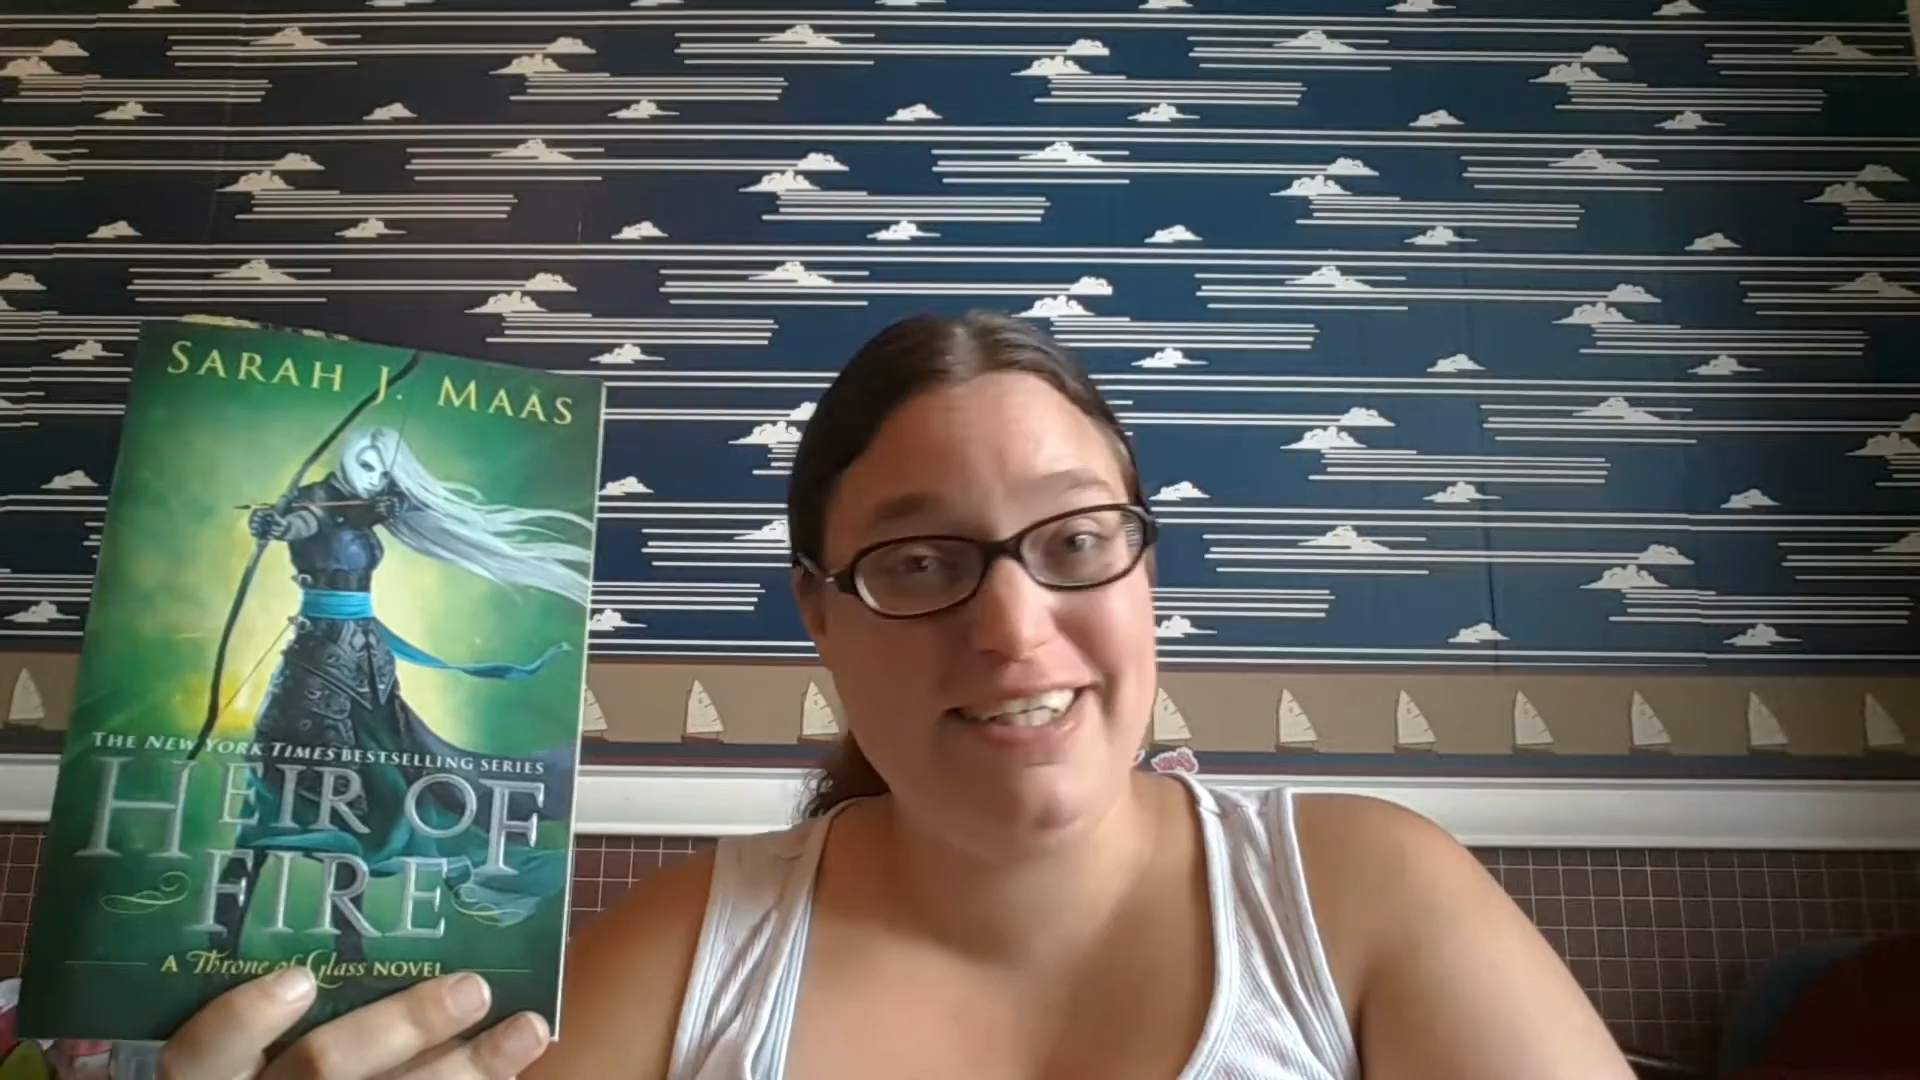 SARAH J. MAAS
THE NEW YORK TIMES BESTSELLING SERIES
HEIR OF
FIRE
A Throne of Glass NOVEL